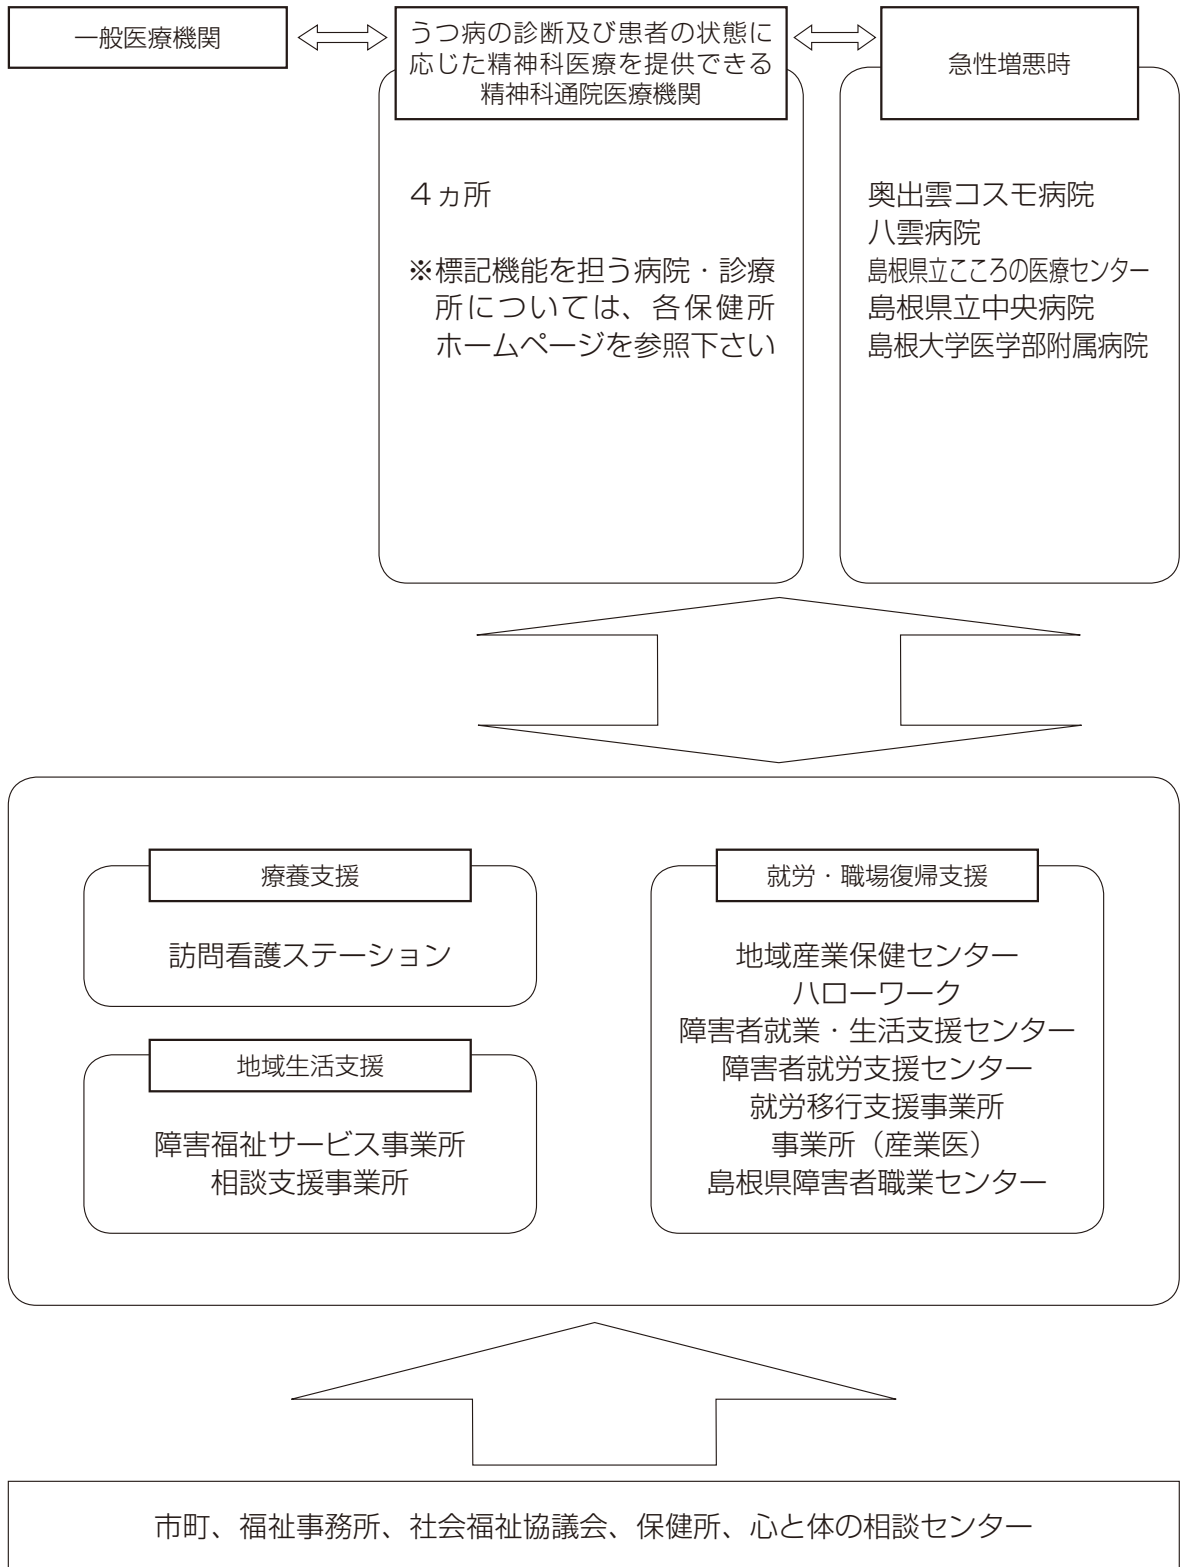 一般医療機関
うつ病の診断及び患者の状態に
応じた精神科医療を提供できる
精神科通院医療機関
急性増悪時
4ヵ所
※標記機能を担う病院・診療
所については、各保健所
ホームページを参照下さい
奥出雲コスモ病院
八雲病院
島根県立こころの医療センター
島根県立中央病院
島根大学医学部附属病院
療養支援
訪問看護ステーション
地域生活支援
障害福祉サービス事業所
相談支援事業所
就労・職場復帰支援
地域産業保健センター
ハローワーク
障害者就業・生活支援センター
障害者就労支援センター
就労移行支援事業所
事業所（産業医）
島根県障害者職業センター
市町、福祉事務所、社会福祉協議会、保健所、心と体の相談センター